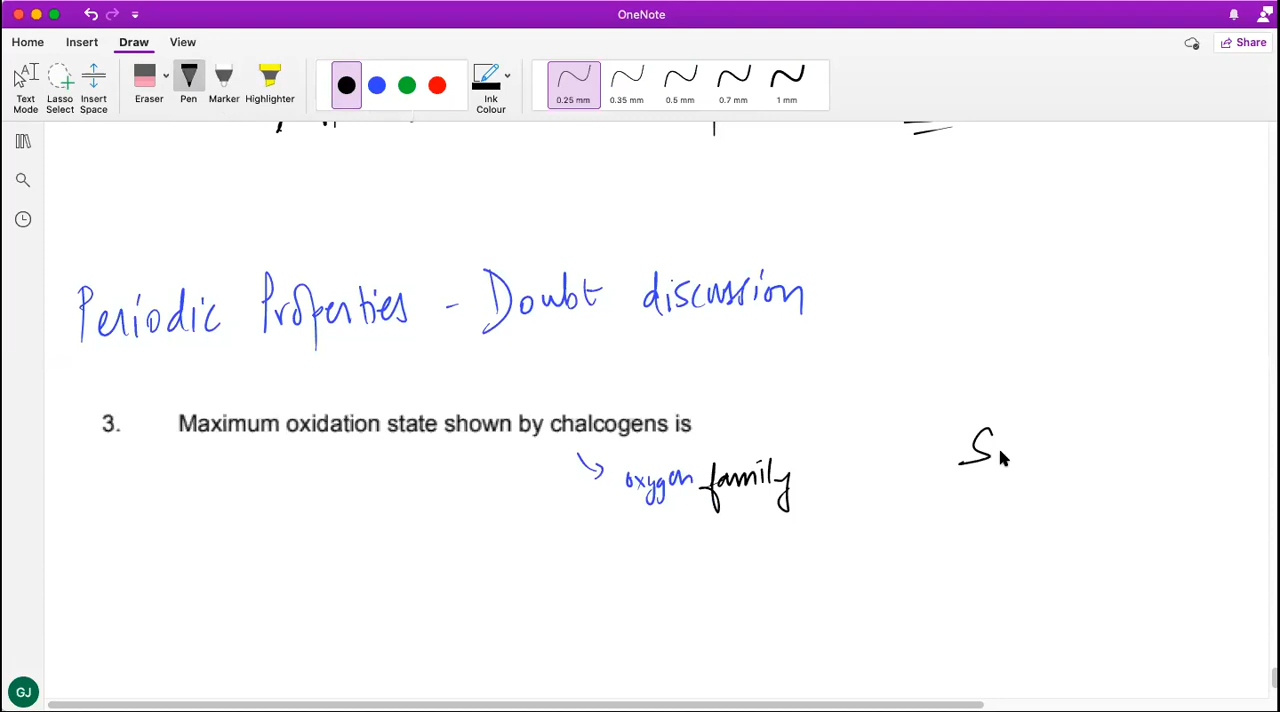 OneNote
Home Insert Draw View
Share
Text Mode
Lasso Select
Insert Space
Eraser
Pen
Marker
Highlighter
Ink Colour
0.25 mm
0.35 mm
0.5 mm
0.7 mm
1 mm
Periodic Properties - Doubt discussion
3. Maximum oxidation state shown by chalcogens is
S
oxygen family
GJ